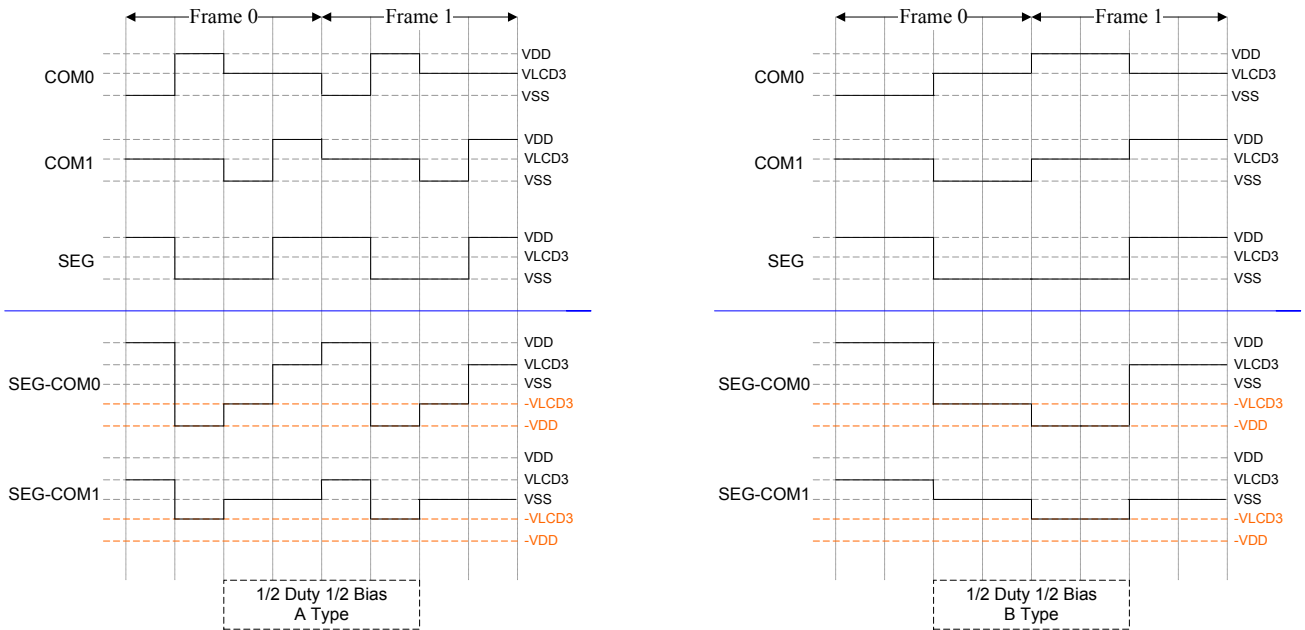 Frame 0
Frame 1
COM0
VDD
VLCD3
VSS
COM1
VDD
VLCD3
VSS
SEG
VDD
VLCD3
VSS
SEG-COM0
VDD
VLCD3
VSS
-VLCD3
-VDD
SEG-COM1
VDD
VLCD3
VSS
-VLCD3
-VDD
1/2 Duty 1/2 Bias
A Type
Frame 0
Frame 1
COM0
VDD
VLCD3
VSS
COM1
VDD
VLCD3
VSS
SEG
VDD
VLCD3
VSS
SEG-COM0
VDD
VLCD3
VSS
-VLCD3
-VDD
SEG-COM1
VDD
VLCD3
VSS
-VLCD3
-VDD
1/2 Duty 1/2 Bias
B Type